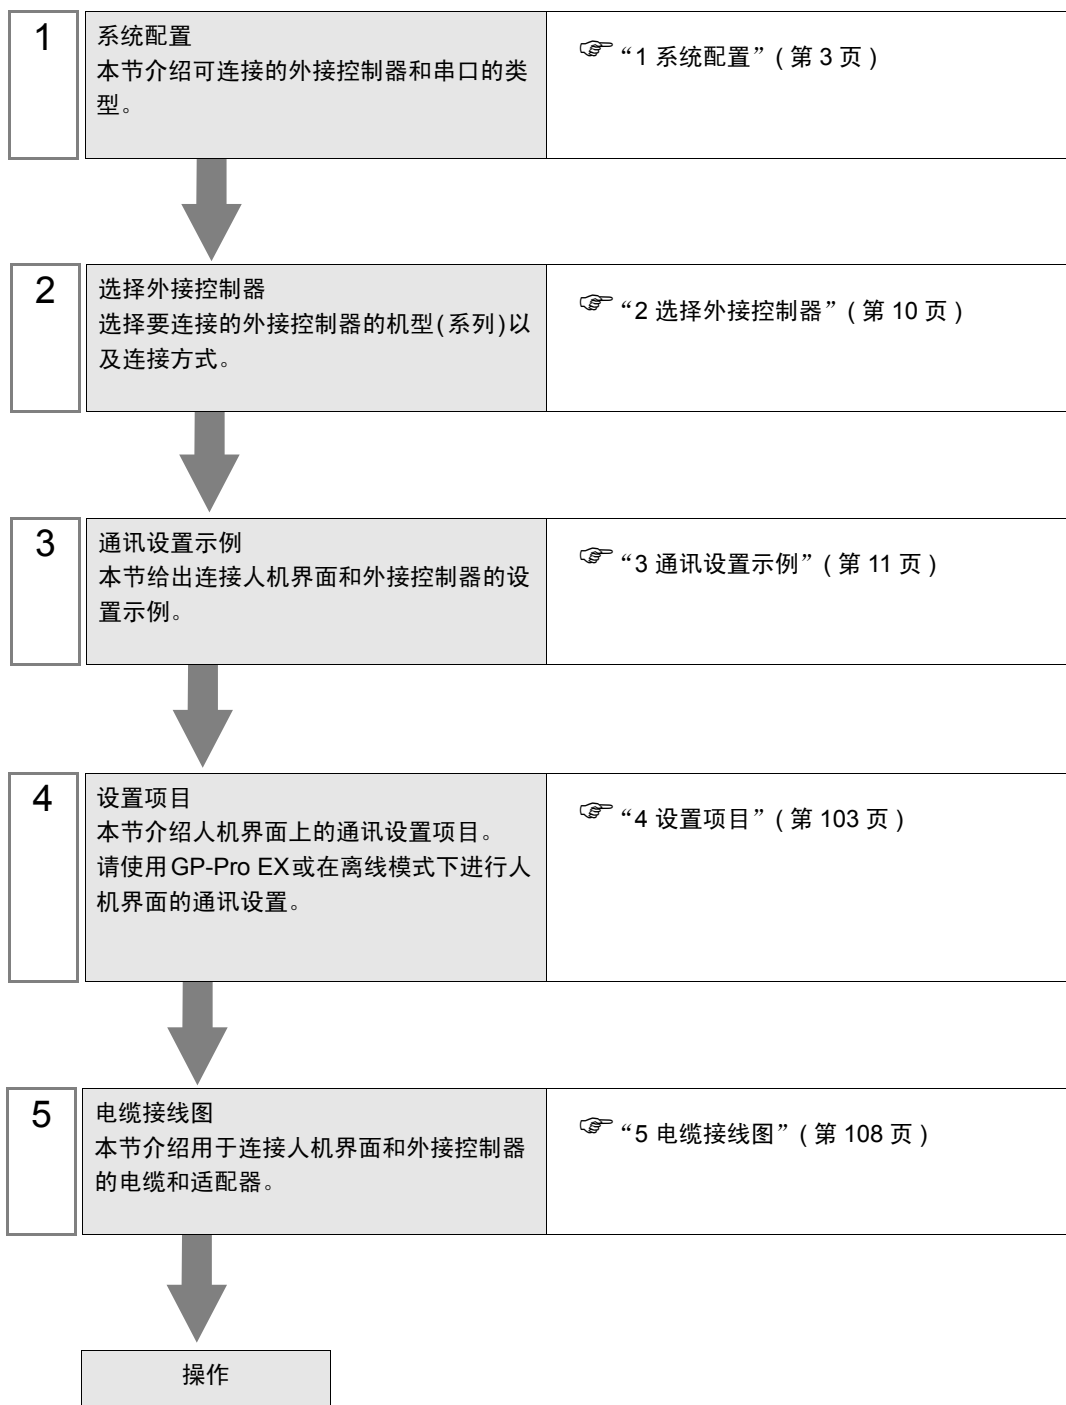 1
系统配置
本节介绍可连接的外接控制器和串口的类
型。
☞ “1 系统配置” ( 第 3 页 )
2
选择外接控制器
选择要连接的外接控制器的机型(系列)以
及连接方式。
☞ “2 选择外接控制器” ( 第 10 页 )
3
通讯设置示例
本节给出连接人机界面和外接控制器的设
置示例。
☞ “3 通讯设置示例” ( 第 11 页 )
4
设置项目
本节介绍人机界面上的通讯设置项目。
请使用GP-Pro EX或在离线模式下进行人
机界面的通讯设置。
☞ “4 设置项目” ( 第 103 页 )
5
电缆接线图
本节介绍用于连接人机界面和外接控制器
的电缆和适配器。
☞ “5 电缆接线图” ( 第 108 页 )
操作